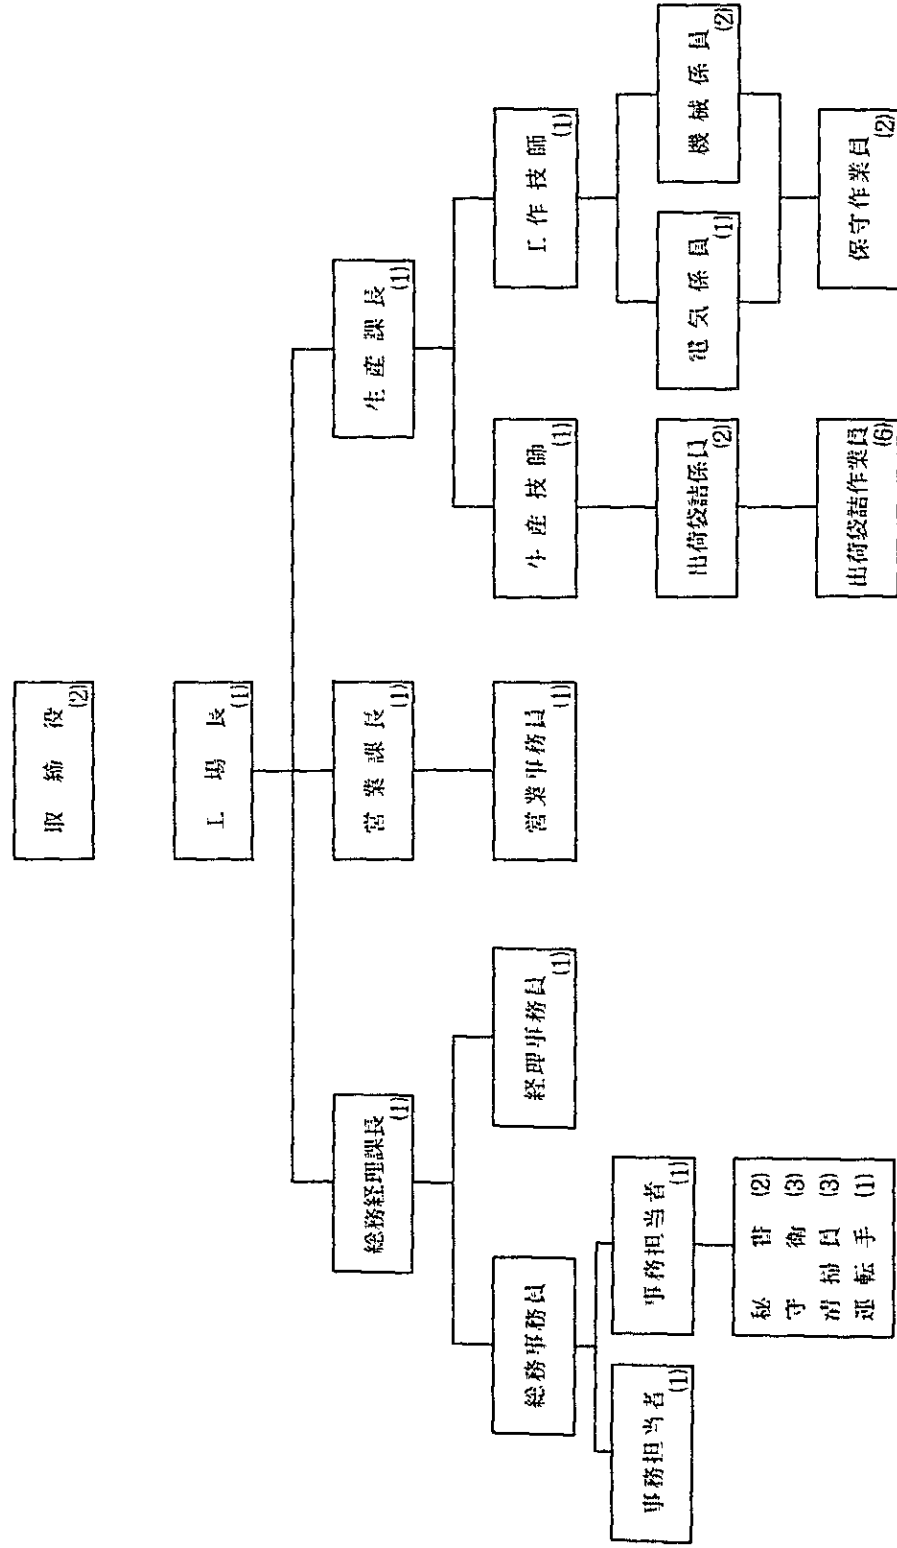 取締役
(2)
工場長
(1)
総務経理課長
(1)
営業課長
(1)
生産課長
(1)
総務事務員
経理事務員
(1)
営業事務員
(1)
生産技師
(1)
工作技師
(1)
事務担当者
(1)
事務担当者
(1)
出荷袋詰係員
(2)
電気係員
(1)
機械係員
(2)
秘書 (2)
守衛 (3)
清掃員 (3)
運転手 (1)
出荷袋詰作業員
(6)
保守作業員
(2)